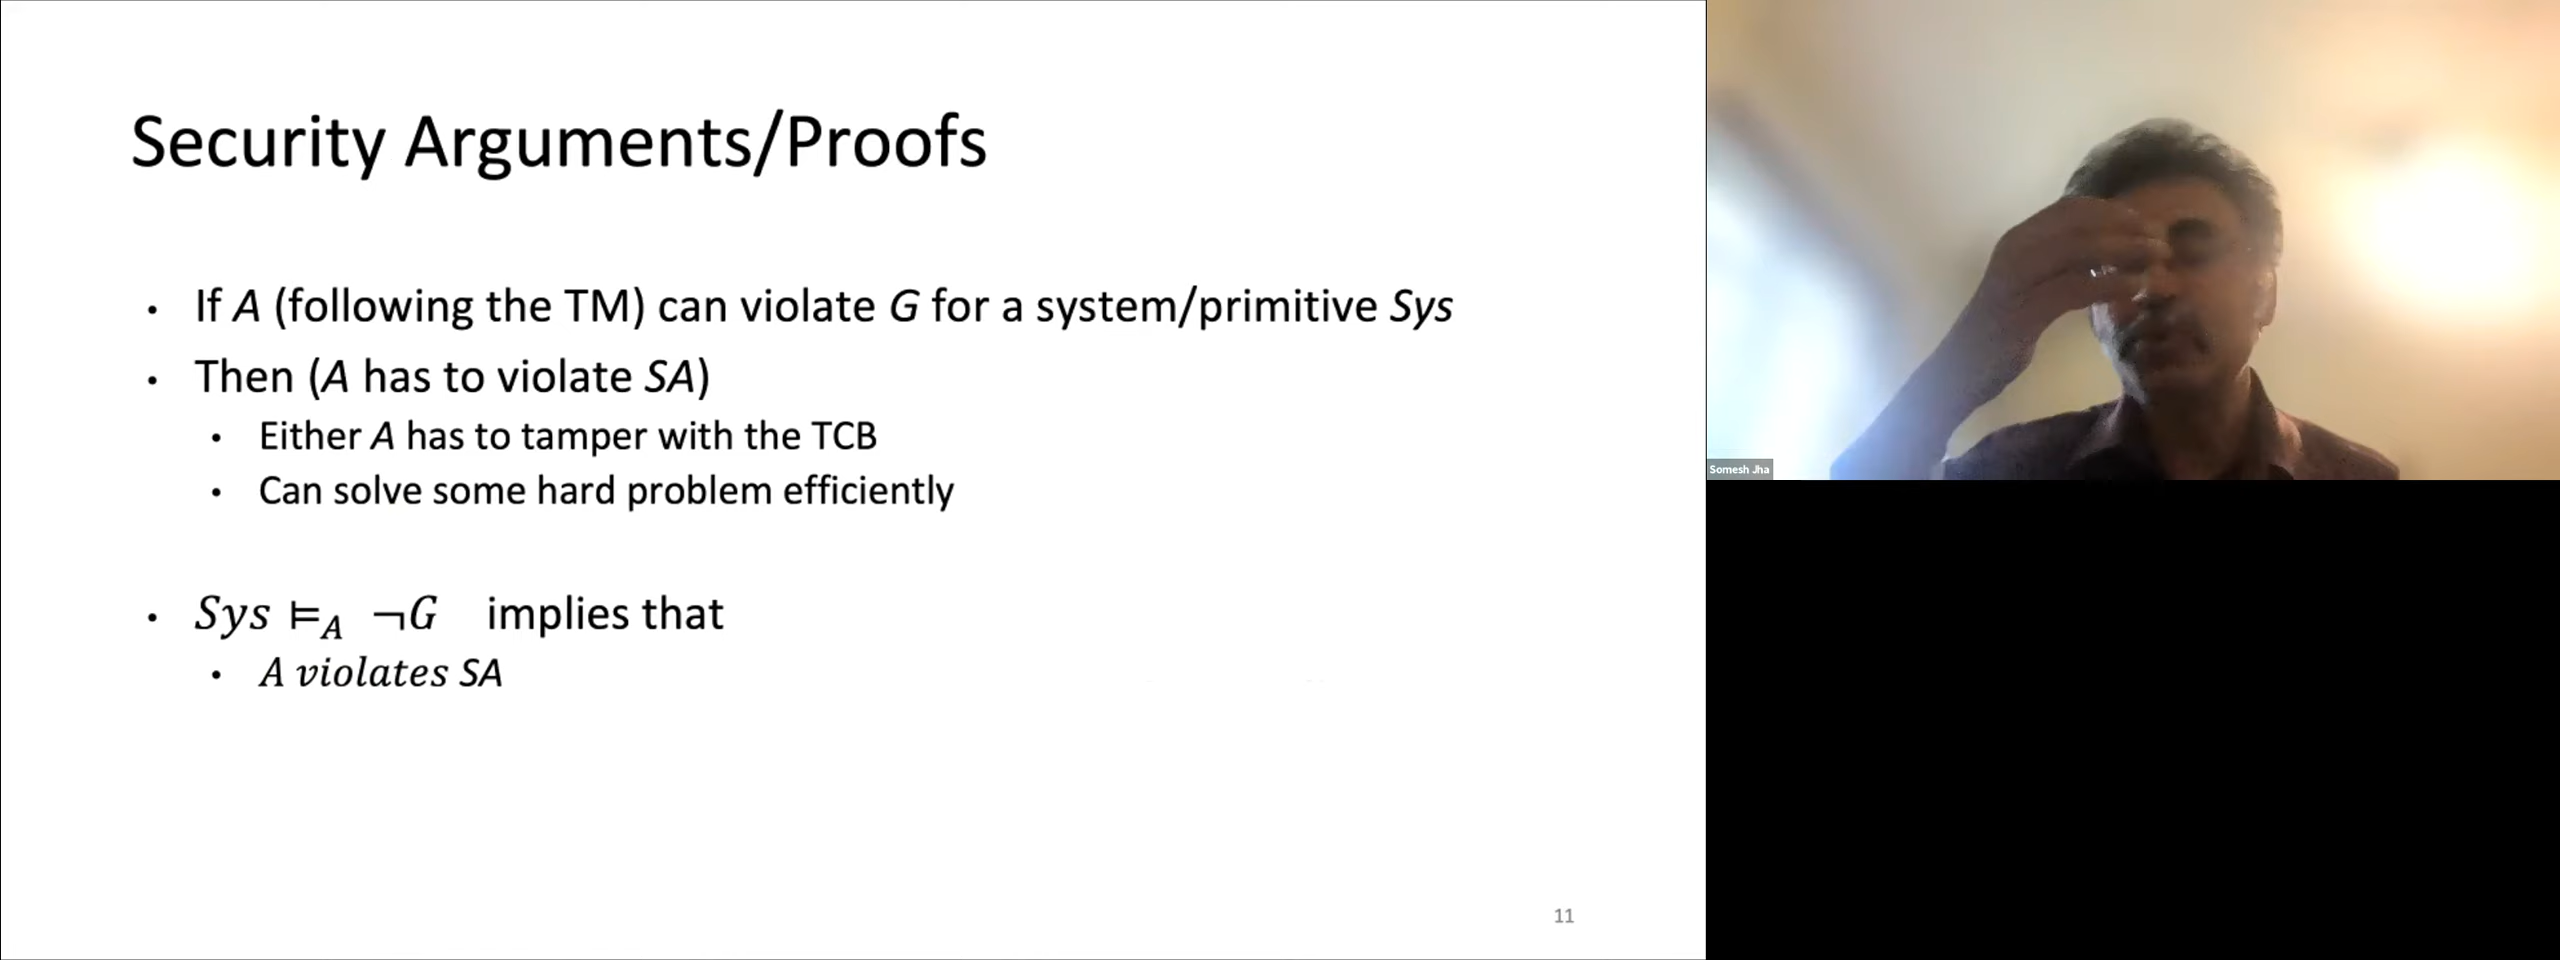 Security Arguments/Proofs
• If A (following the TM) can violate G for a system/primitive Sys
• Then (A has to violate SA)
• Either A has to tamper with the TCB
• Can solve some hard problem efficiently
• Sys ⊨A ¬G implies that
• A violates SA
11
Somesh Jha